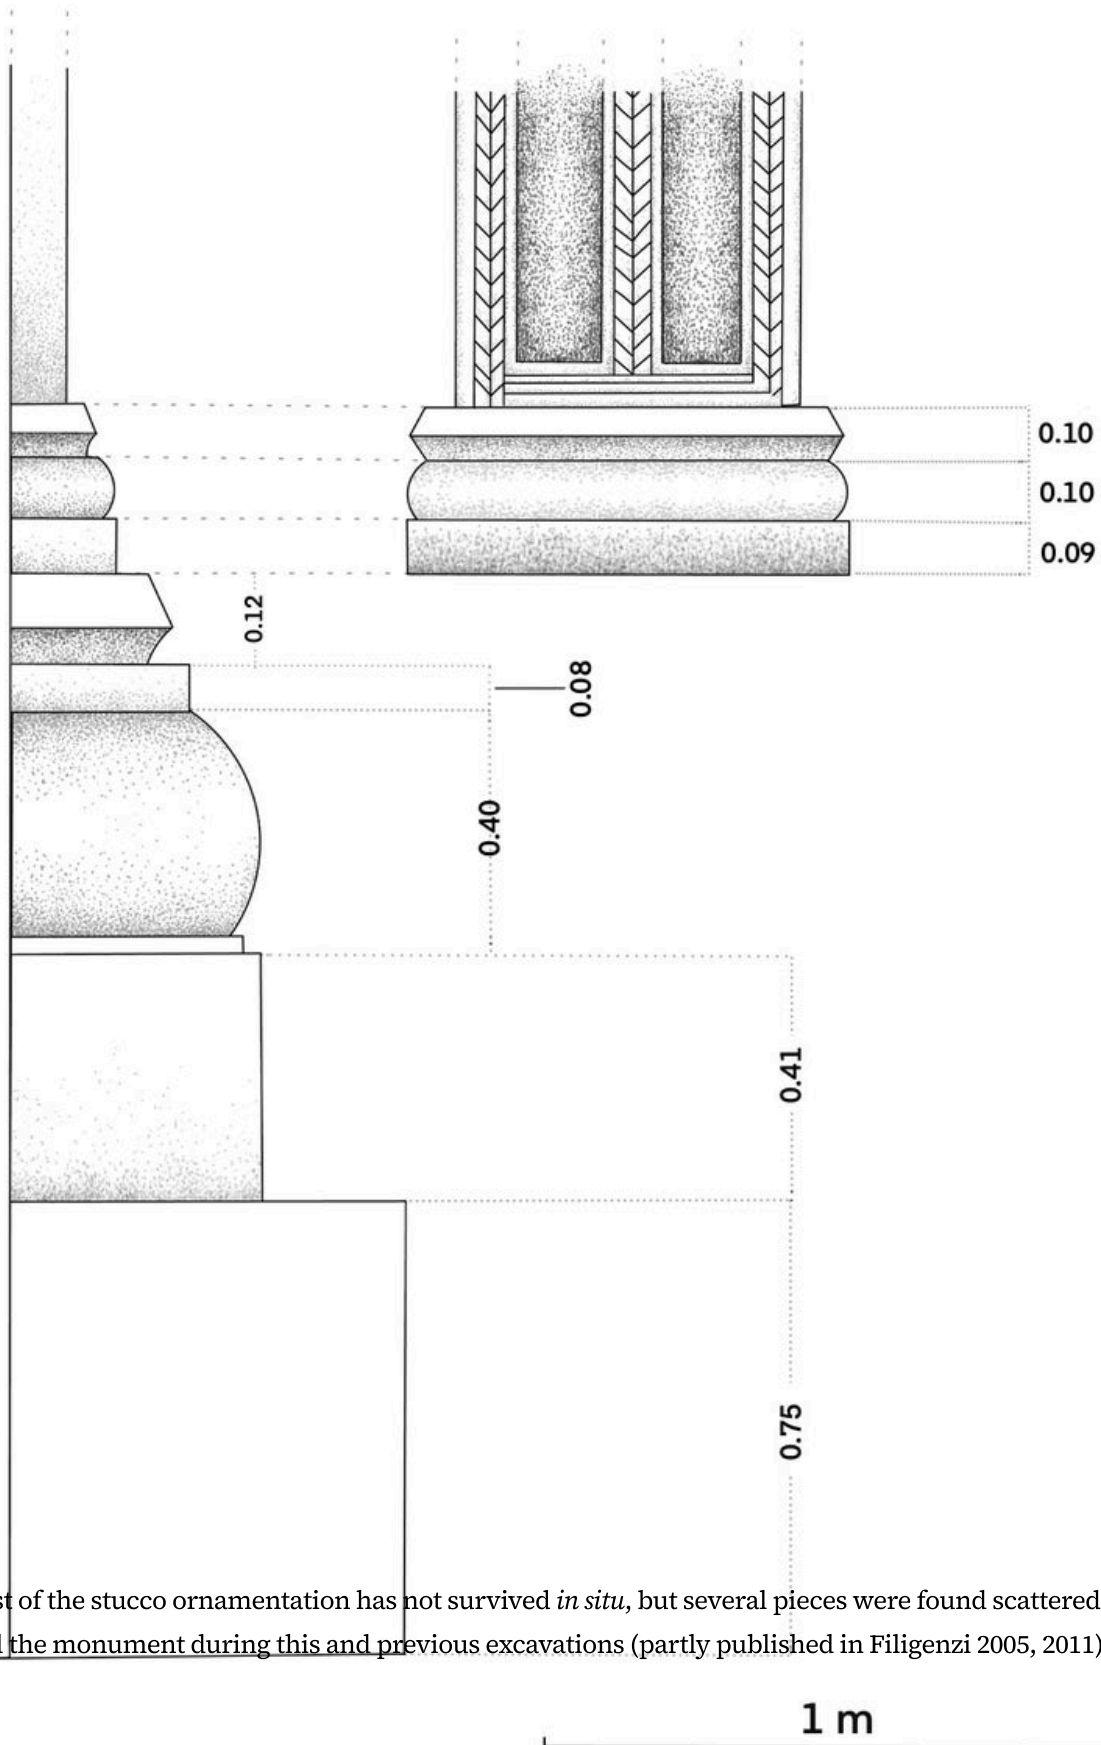 0.10
0.10
0.09
0.12
0.08
0.40
0.41
0.75
of the stucco ornamentation has not survived in situ, but several pieces were found scattered
the monument during this and previous excavations (partly published in Filigenzi 2005, 2011)
1 m